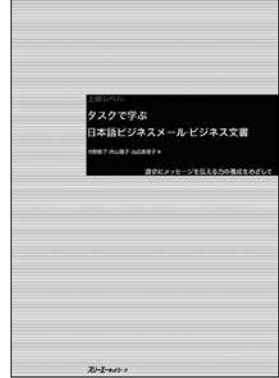 上級レベル
タスクで学ぶ
日本語ビジネスメール・ビジネス文書
適切にメッセージを伝える力の養成をめざして
スリーエーネットワーク